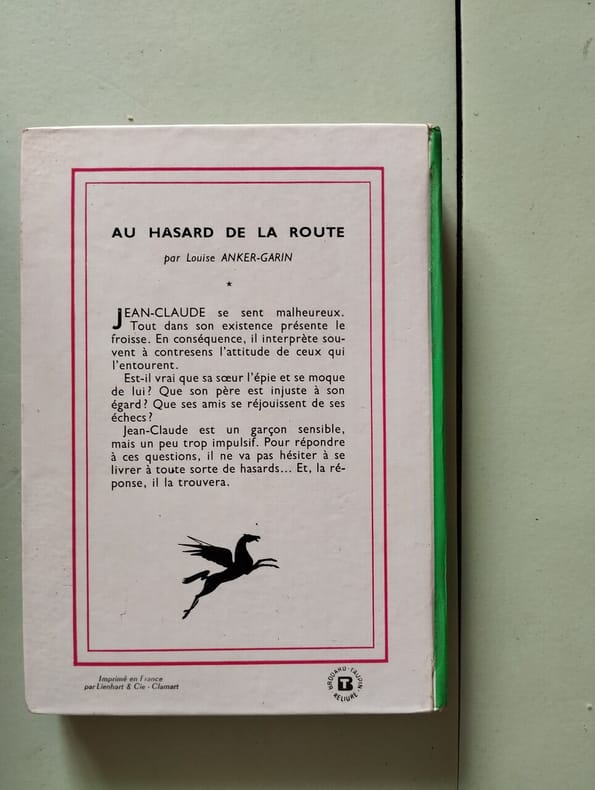 AU HASARD DE LA ROUTE
par Louise ANKER-GARIN
JEAN-CLAUDE se sent malheureux.
Tout dans son existence présente le
froisse. En conséquence, il interprète sou-
vent à contresens l'attitude de ceux qui
l'entourent.
Est-il vrai que sa sœur l'épie et se moque
de lui? Que son père est injuste à son
égard? Que ses amis se réjouissent de ses
échecs?
Jean-Claude est un garçon sensible,
mais un peu trop impulsif. Pour répondre
à ces questions, il ne va pas hésiter à se
livrer à toute sorte de hasards... Et, la ré-
ponse, il la trouvera.
Imprimé en France
par Lienhart & Cie - Clamart
BRODARD-TAUPIN
BT
RELIURE